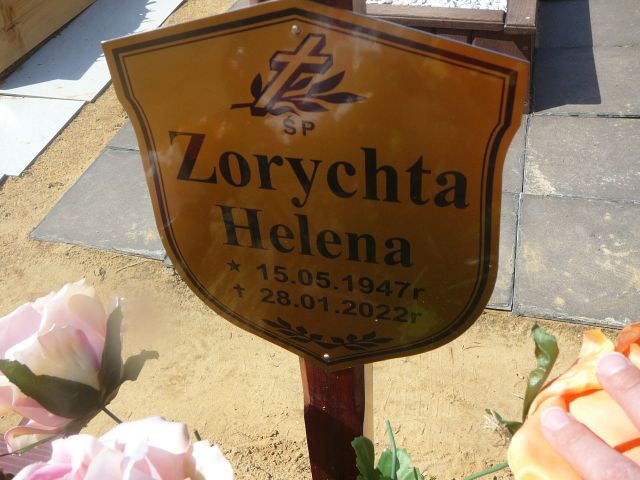 ŚP
Zorychta
Helena
★ 15.05.1947r
✝ 28.01.2022r